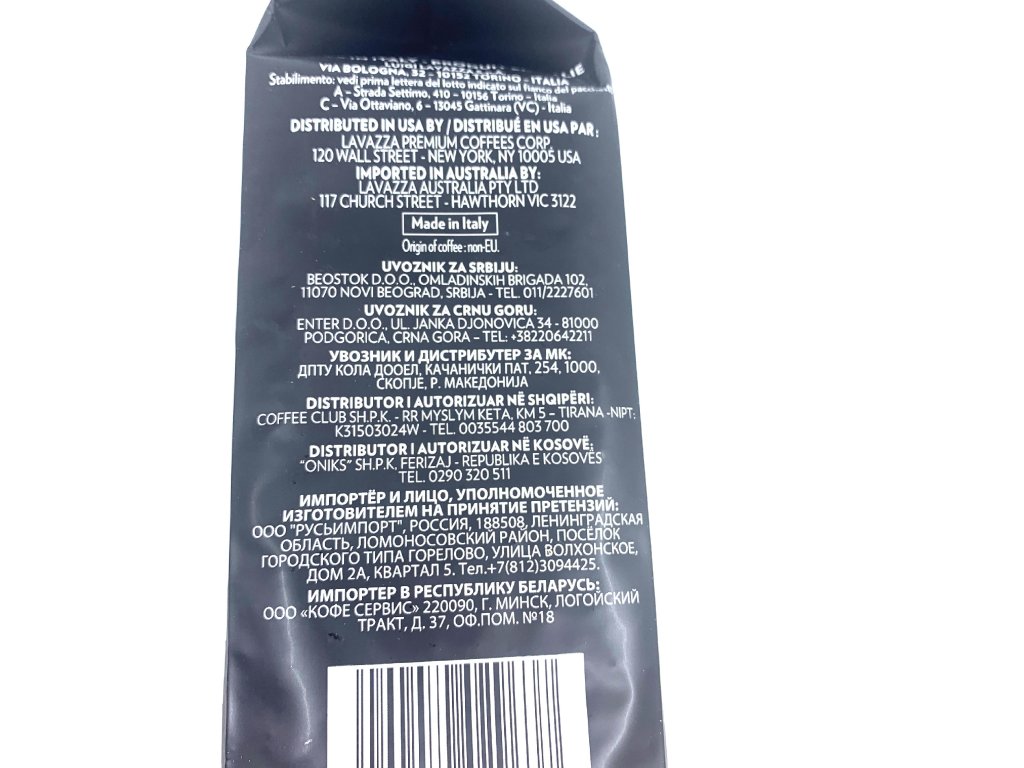 LUIGI LAVAZZA
VIA BOLOGNA, 32 - 10152 TORINO - ITALIA
Stabilimento: vedi prima lettera del lotto indicato sul fianco del
A - Strada Settimo, 410 - 10156 Torino - Italia
C - Via Ottaviano, 6 - 13045 Gattinara (VC) - Italia
DISTRIBUTED IN USA BY / DISTRIBUÉ EN USA PAR :
LAVAZZA PREMIUM COFFEES CORP.
120 WALL STREET - NEW YORK, NY 10005 USA
IMPORTED IN AUSTRALIA BY:
LAVAZZA AUSTRALIA PTY LTD
117 CHURCH STREET - HAWTHORN VIC 3122
Made in Italy
Origin of coffee : non-EU.
UVOZNIK ZA SRBIJU:
BEOSTOK D.O.O., OMLADINSKIH BRIGADA 102,
11070 NOVI BEOGRAD, SRBIJA - TEL. 011/2227601
UVOZNIK ZA CRNU GORU:
ENTER D.O.O., UL. JANKA DJONOVICA 34 - 81000
PODGORICA, CRNA GORA – TEL: +38220642211
УВОЗНИК И ДИСТРИБУТЕР ЗА МК:
ДПТУ КОЛА ДООЕЛ, КАЧАНИЧКИ ПАТ, 254, 1000,
СКОПЈЕ, Р. МАКЕДОНИЈА
DISTRIBUTOR I AUTORIZUAR NË SHQIPËRI:
COFFEE CLUB SH.P.K. - RR MYSLYM KETA, KM 5 – TIRANA -NIPT:
K31503024W - TEL. 0035544 803 700
DISTRIBUTOR I AUTORIZUAR NË KOSOVË:
"ONIKS" SH.P.K, FERIZAJ - REPUBLIKA E KOSOVËS
TEL. 0290 320 511
ИМПОРТЁР И ЛИЦО, УПОЛНОМОЧЕННОЕ
ИЗГОТОВИТЕЛЕМ НА ПРИНЯТИЕ ПРЕТЕНЗИЙ:
ООО "РУСЬИМПОРТ", РОССИЯ, 188508, ЛЕНИНГРАДСКАЯ
ОБЛАСТЬ, ЛОМОНОСОВСКИЙ РАЙОН, ПОСЁЛОК
ГОРОДСКОГО ТИПА ГОРЕЛОВО, УЛИЦА ВОЛХОНСКОЕ,
ДОМ 2А, КВАРТАЛ 5. Тел.+7(812)3094425.
ИМПОРТЕР В РЕСПУБЛИКУ БЕЛАРУСЬ:
ООО «КОФЕ СЕРВИС» 220090, Г. МИНСК, ЛОГОЙСКИЙ
ТРАКТ, Д. 37, ОФ.ПОМ. №18